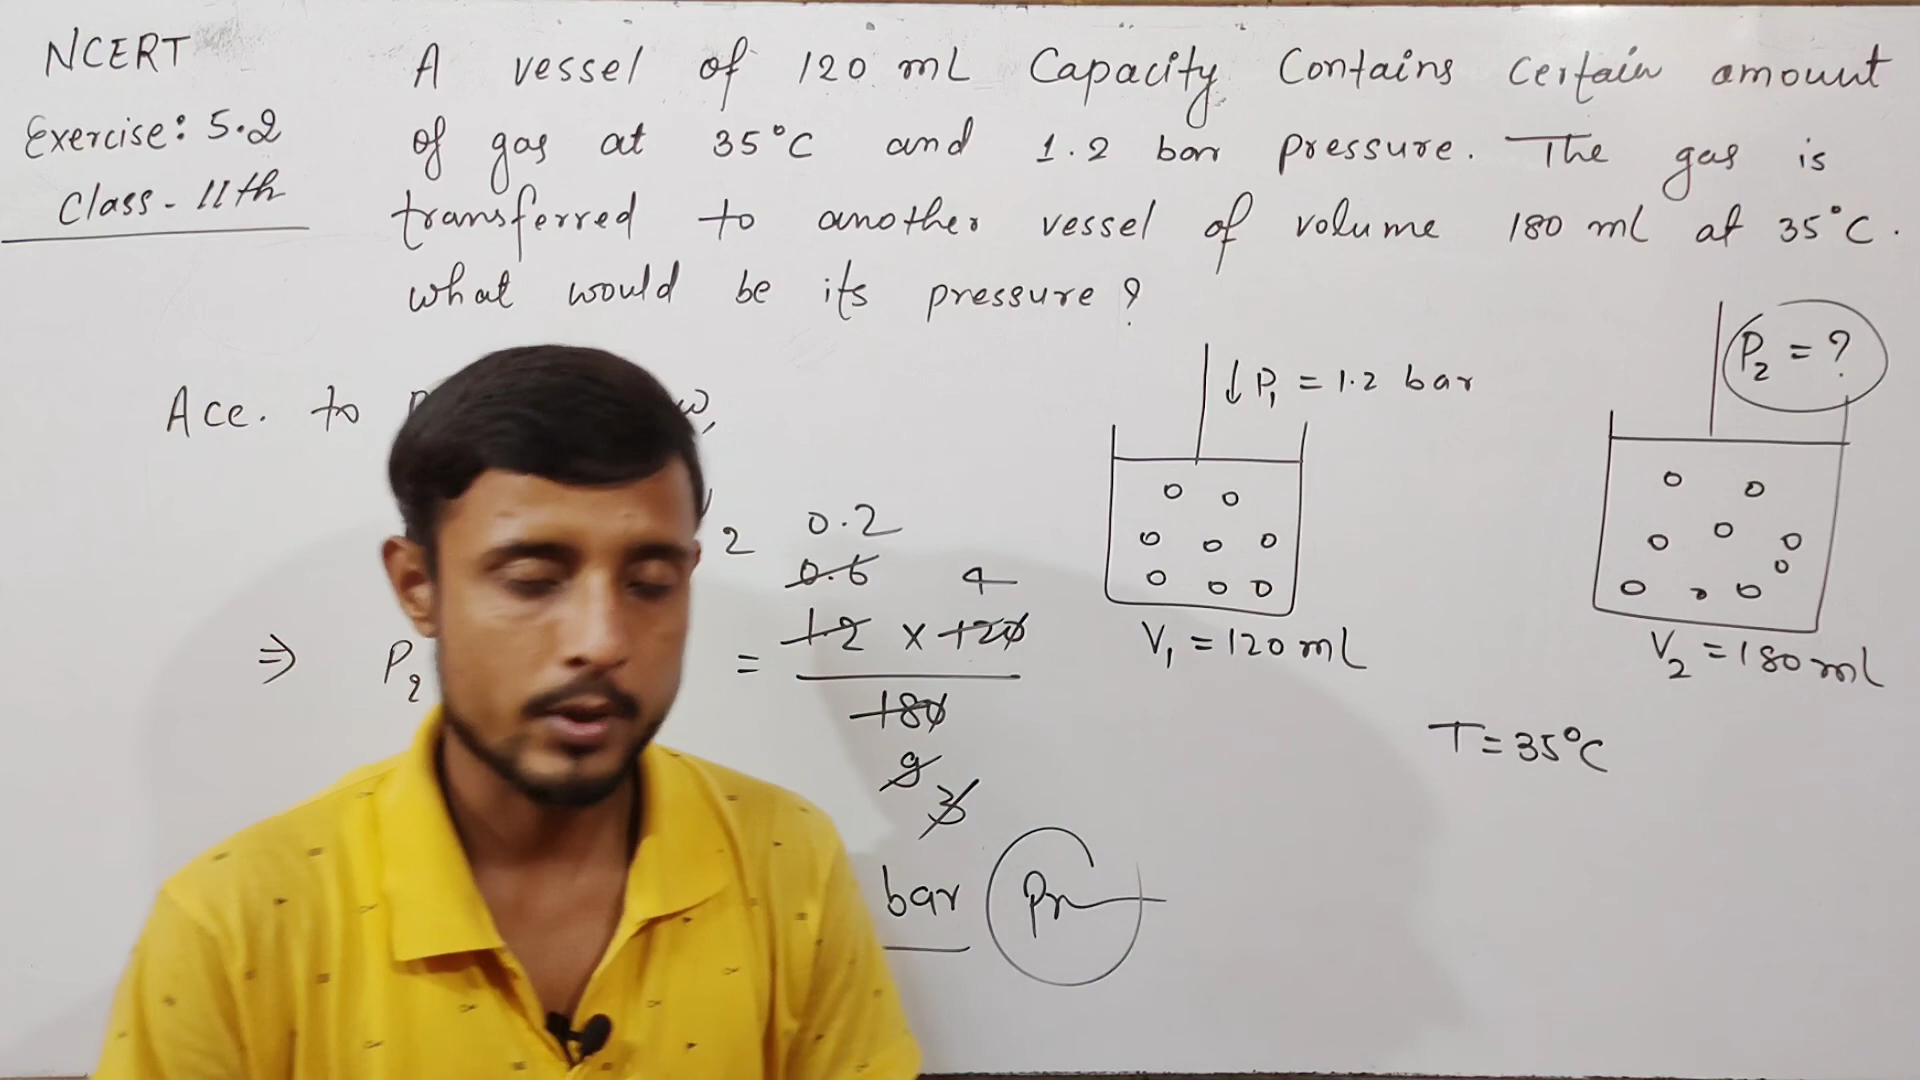 NCERT
Exercise: 5.2
Class - 11th
A vessel of 120 mL Capacity Contains Certain amount
of gas at 35°C and 1.2 bar pressure. The gas is
transferred to another vessel of volume 180 ml at 35°C.
what would be its pressure?
Acc. to
2
⇒ P₂ = 1.2 x 120
180
0.2
0.6
4
9
3
bar
↓ P₁ = 1.2 bar
V₁ = 120 ml
P₂ = ?
V₂ = 180 ml
T = 35°C